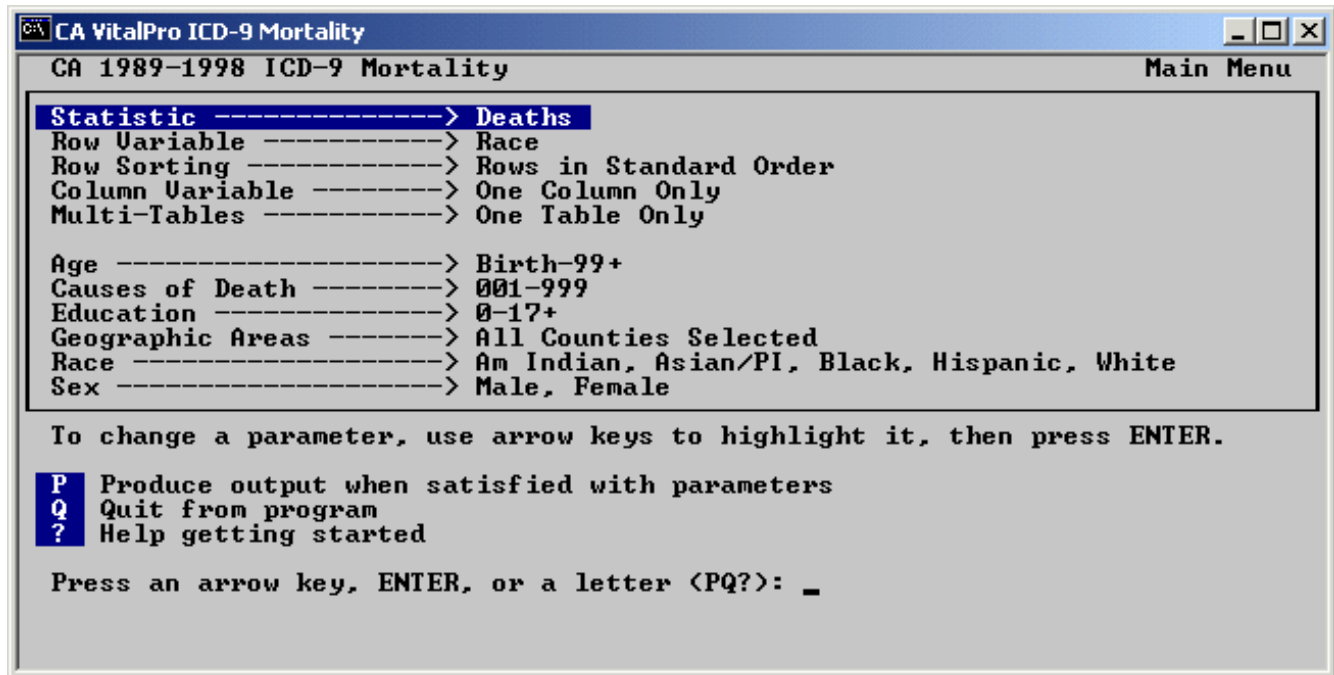 CA VitalPro ICD-9 Mortality
CA 1989-1998 ICD-9 Mortality Main Menu
Statistic --------------> Deaths
Row Variable -----------> Race
Row Sorting ------------> Rows in Standard Order
Column Variable --------> One Column Only
Multi-Tables -----------> One Table Only
Age --------------------> Birth-99+
Causes of Death --------> 001-999
Education --------------> 0-17+
Geographic Areas -------> All Counties Selected
Race -------------------> Am Indian, Asian/PI, Black, Hispanic, White
Sex --------------------> Male, Female
To change a parameter, use arrow keys to highlight it, then press ENTER.
P Produce output when satisfied with parameters
Q Quit from program
? Help getting started
Press an arrow key, ENTER, or a letter (PQ?): _